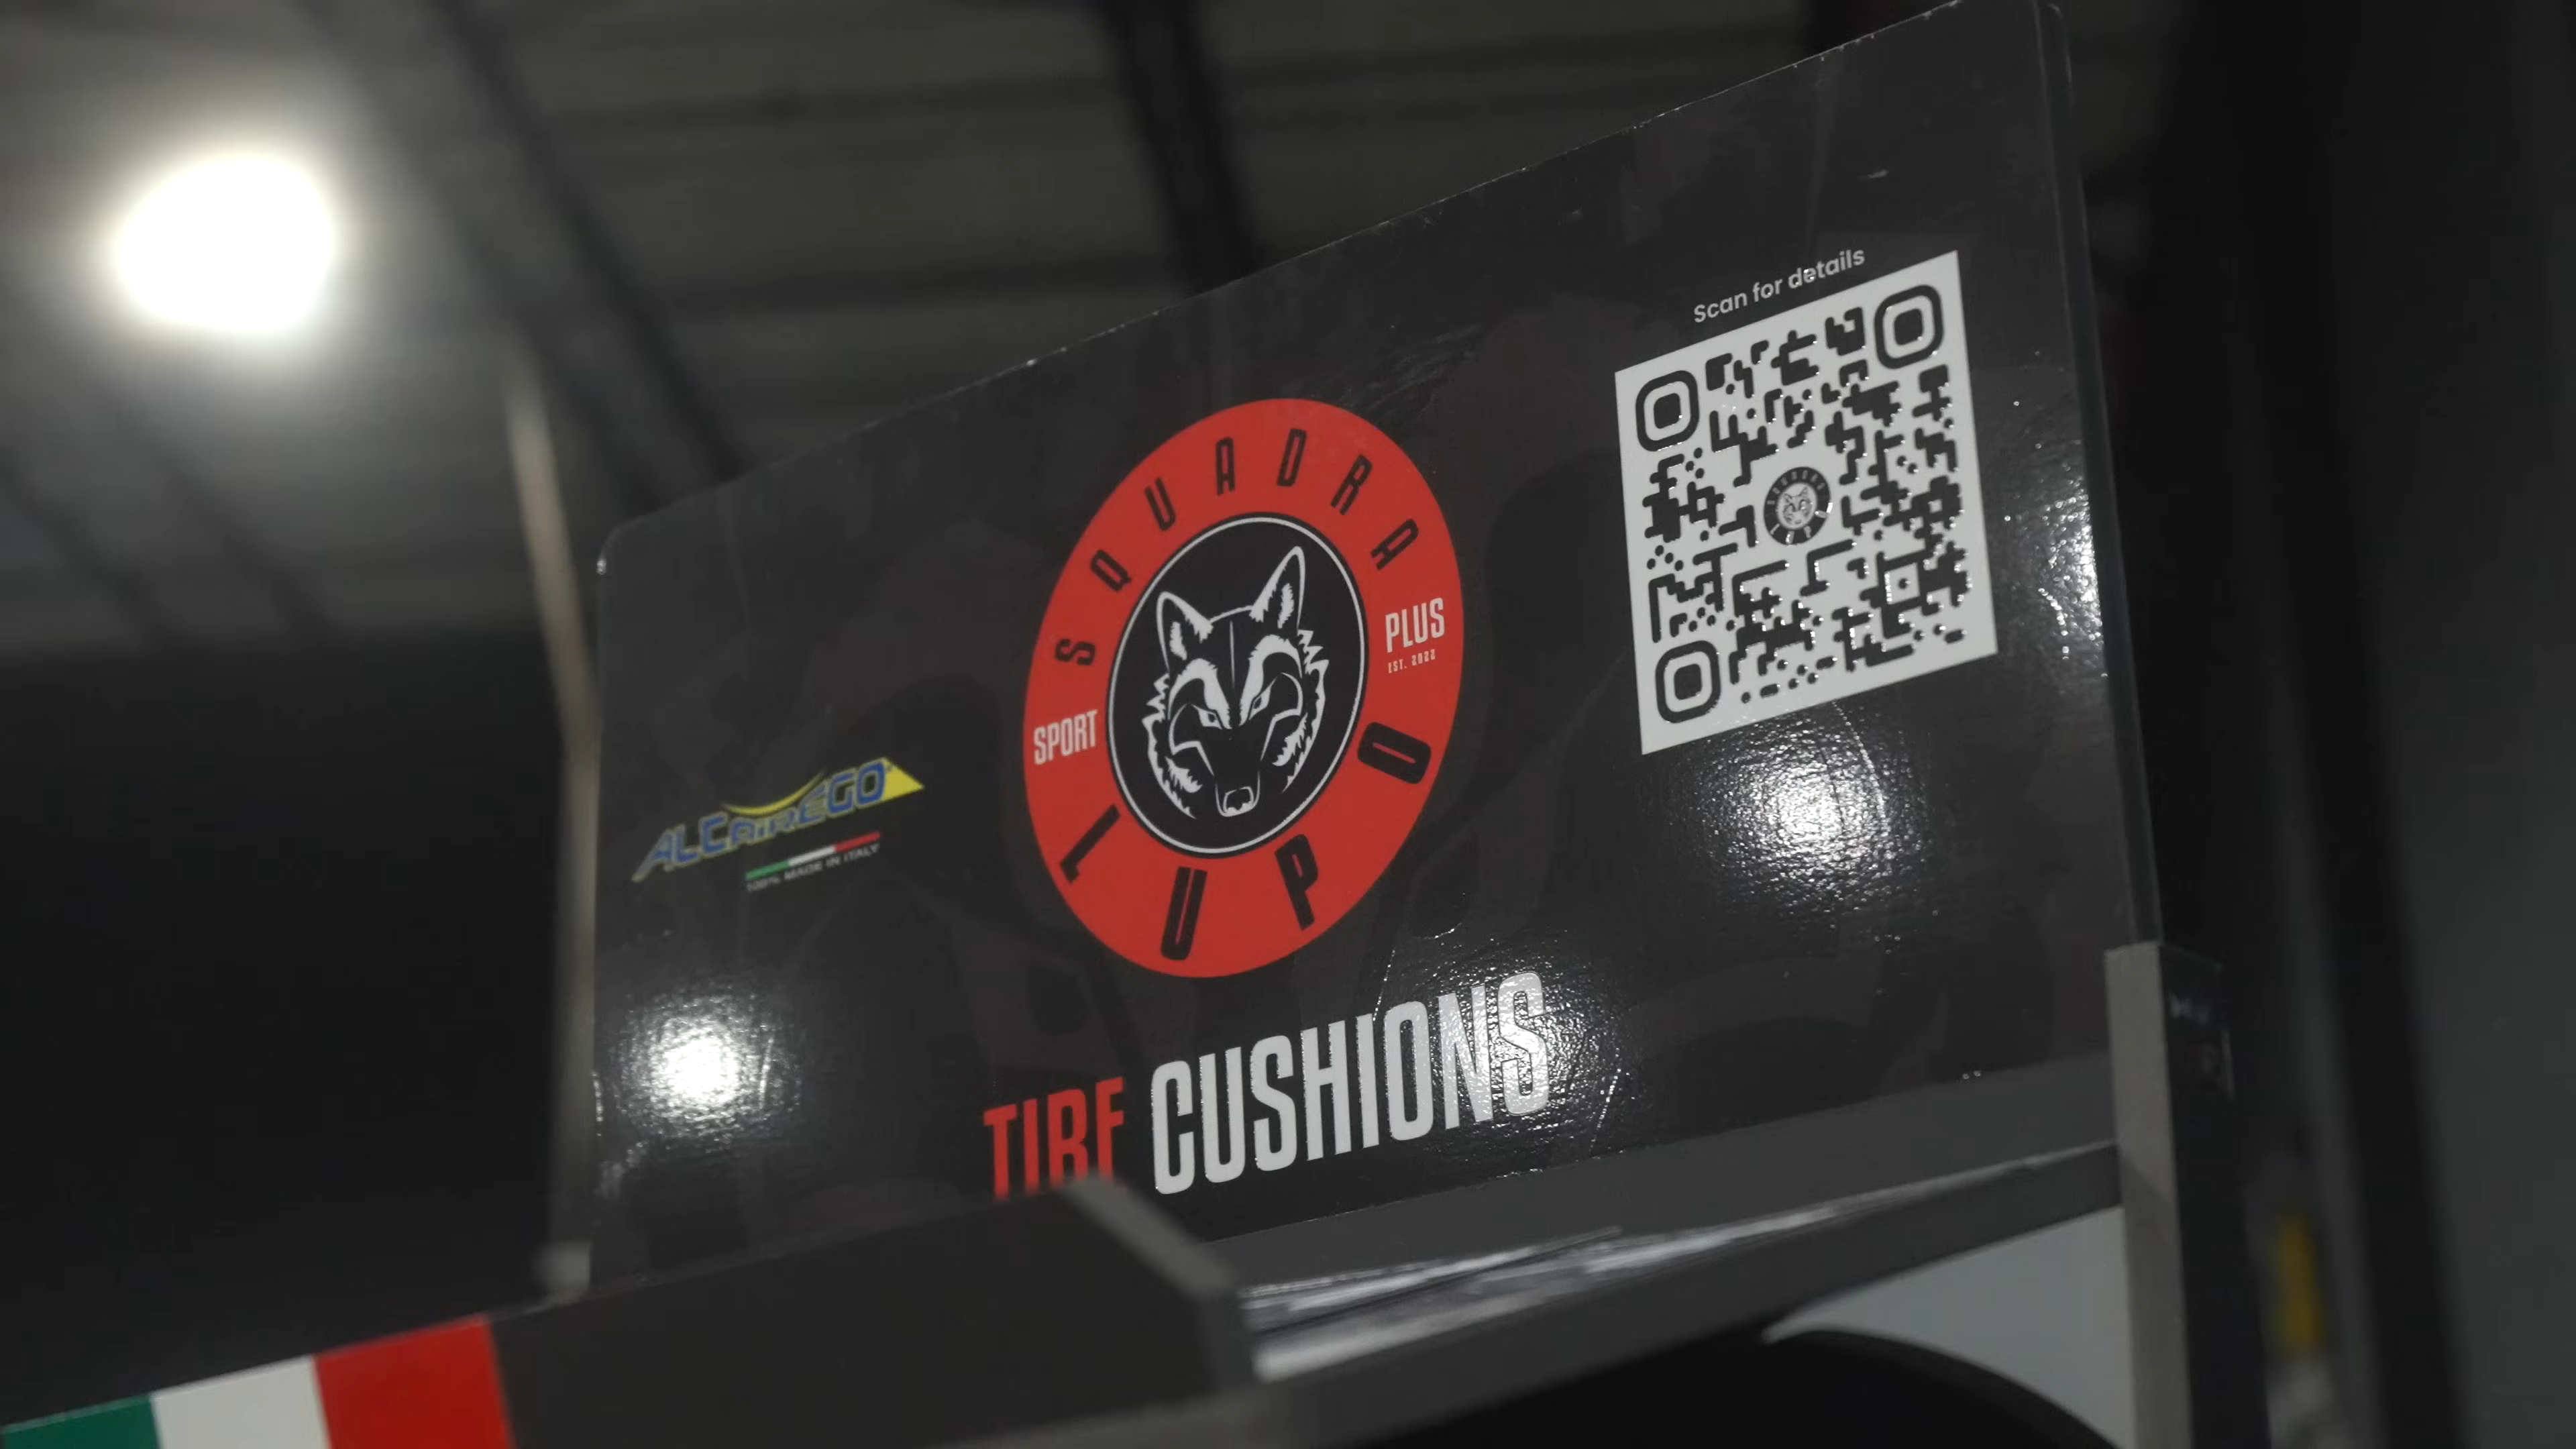 Scan for details
SQUADRA
SPORT
PLUS
EST. 2022
LUPO
ALCAIREGO
100% MADE IN ITALY
TIRE CUSHIONS